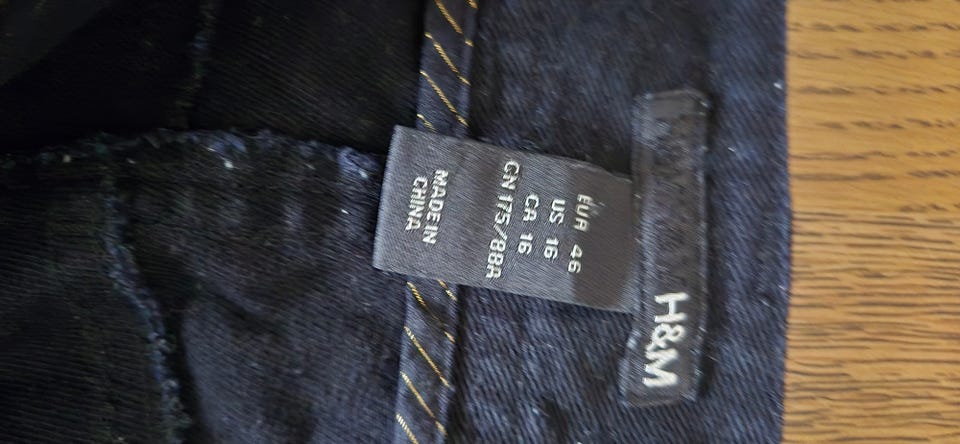 H&M
EUR 46
US 16
CA 16
CN 175/88A
MADE IN
CHINA